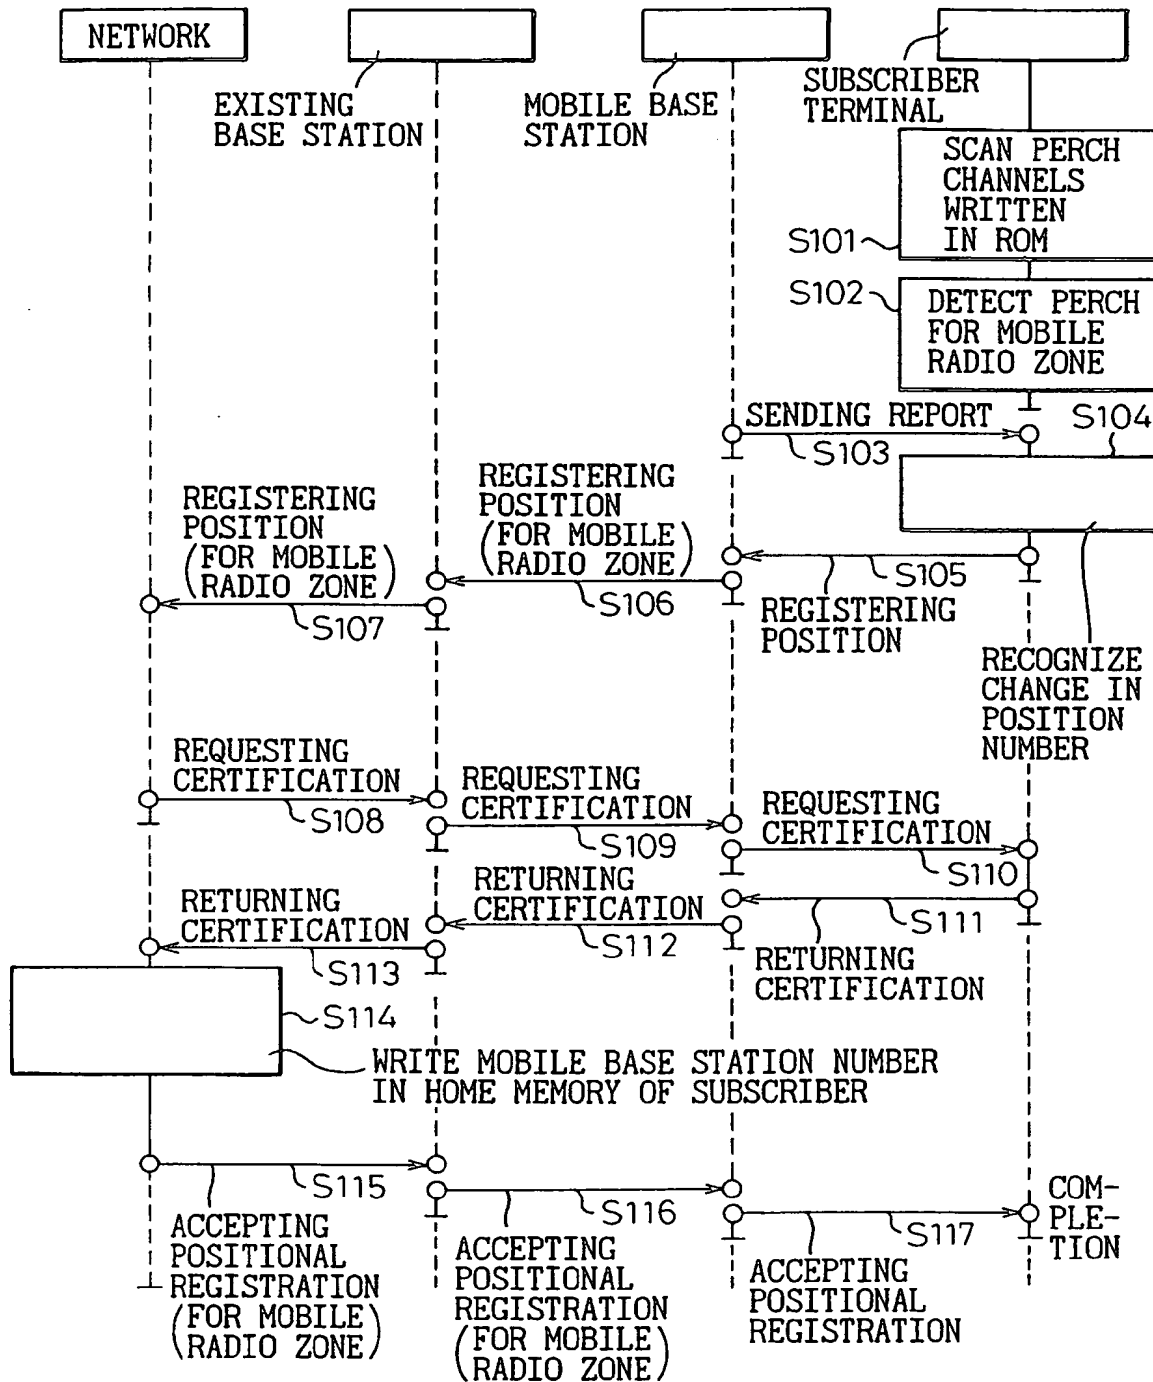 NETWORK
EXISTING
BASE STATION
MOBILE BASE
STATION
SUBSCRIBER
TERMINAL
SCAN PERCH
CHANNELS
WRITTEN
IN ROM
S101
S102
DETECT PERCH
FOR MOBILE
RADIO ZONE
SENDING REPORT
S103
S104
REGISTERING
POSITION
(FOR MOBILE)
(RADIO ZONE)
S107
REGISTERING
POSITION
(FOR MOBILE)
(RADIO ZONE)
S106
S105
REGISTERING
POSITION
RECOGNIZE
CHANGE IN
POSITION
NUMBER
REQUESTING
CERTIFICATION
S108
REQUESTING
CERTIFICATION
S109
REQUESTING
CERTIFICATION
S110
RETURNING
CERTIFICATION
S113
RETURNING
CERTIFICATION
S112
S111
RETURNING
CERTIFICATION
S114
WRITE MOBILE BASE STATION NUMBER
IN HOME MEMORY OF SUBSCRIBER
S115
ACCEPTING
POSITIONAL
REGISTRATION
(FOR MOBILE)
(RADIO ZONE)
S116
ACCEPTING
POSITIONAL
REGISTRATION
(FOR MOBILE)
(RADIO ZONE)
S117
ACCEPTING
POSITIONAL
REGISTRATION
COM-
PLE-
TION